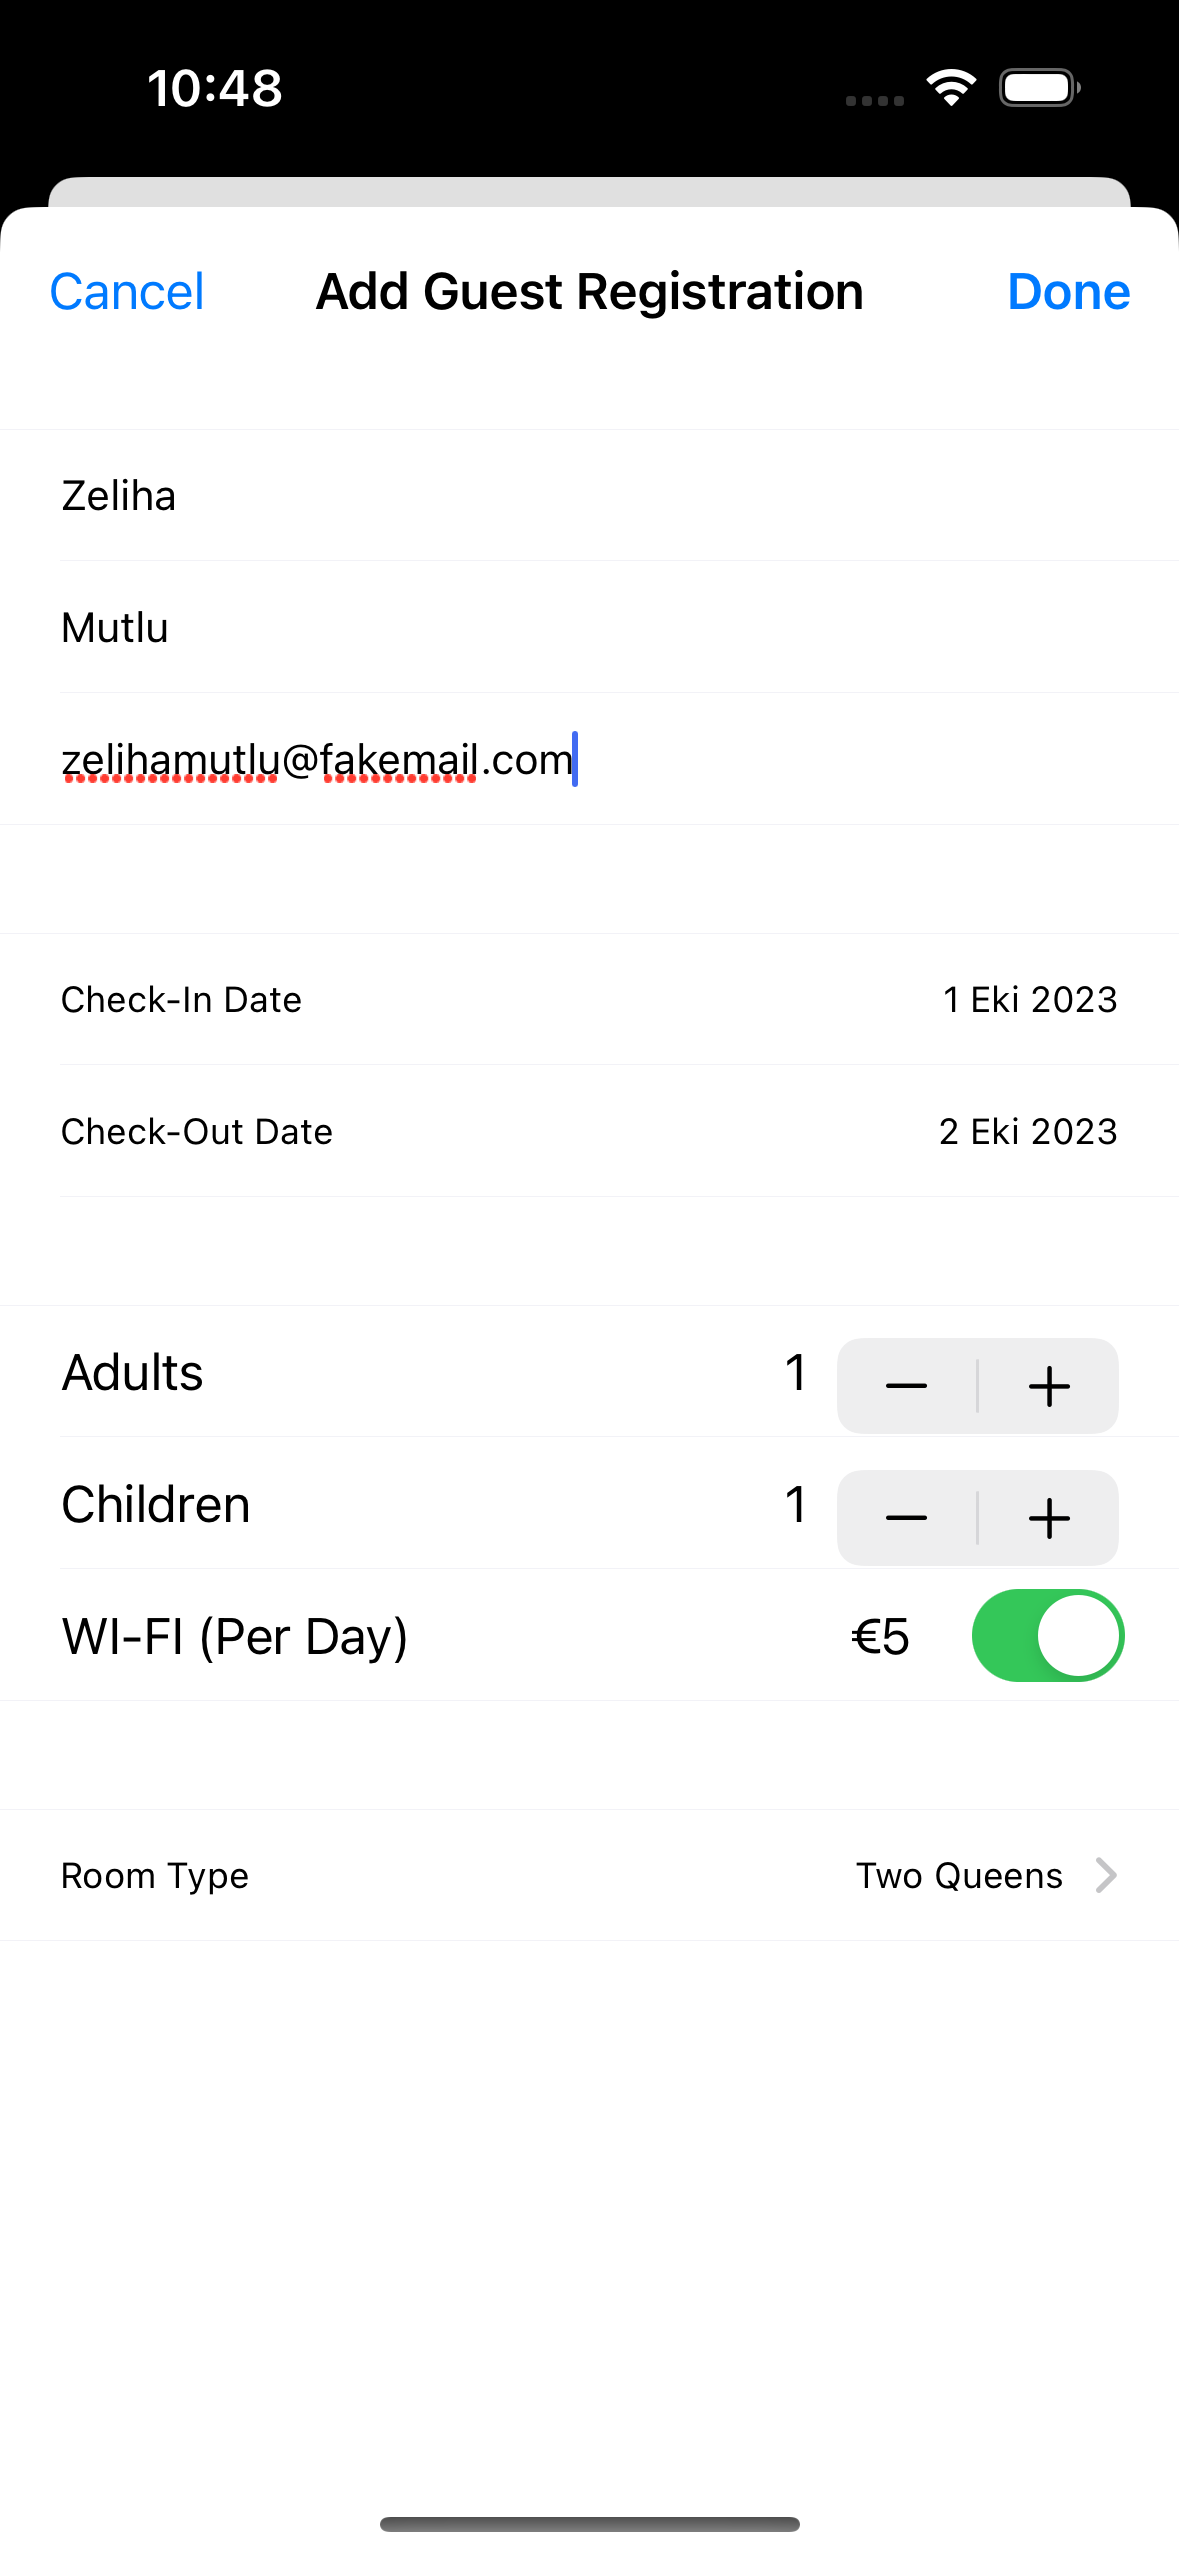 10:48
Cancel Add Guest Registration Done
Zeliha
Mutlu
zelihamutlu@fakemail.com
Check-In Date 1 Eki 2023
Check-Out Date 2 Eki 2023
Adults 1
Children 1
WI-FI (Per Day) €5
Room Type Two Queens